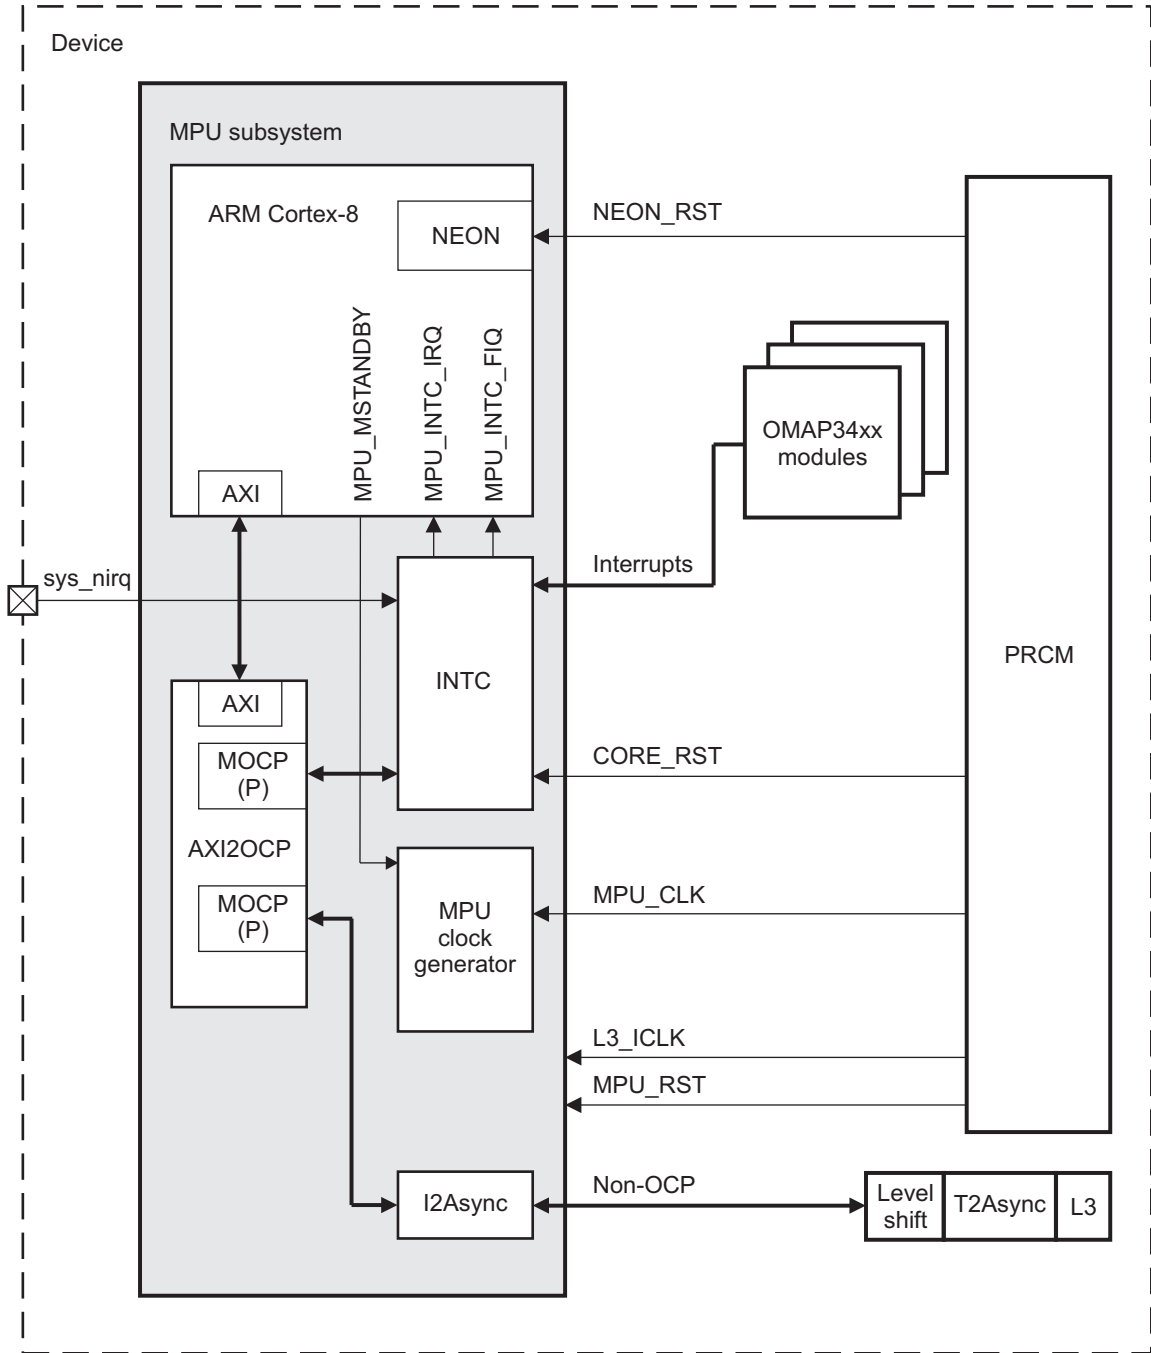 Device
MPU subsystem
ARM Cortex-8
NEON
NEON_RST
MPU_MSTANDBY
MPU_INTC_IRQ
MPU_INTC_FIQ
OMAP34xx
modules
AXI
Interrupts
sys_nirq
PRCM
INTC
AXI
MOCP
(P)
CORE_RST
AXI2OCP
MOCP
(P)
MPU
clock
generator
MPU_CLK
L3_ICLK
MPU_RST
I2Async
Non-OCP
Level
shift
T2Async
L3